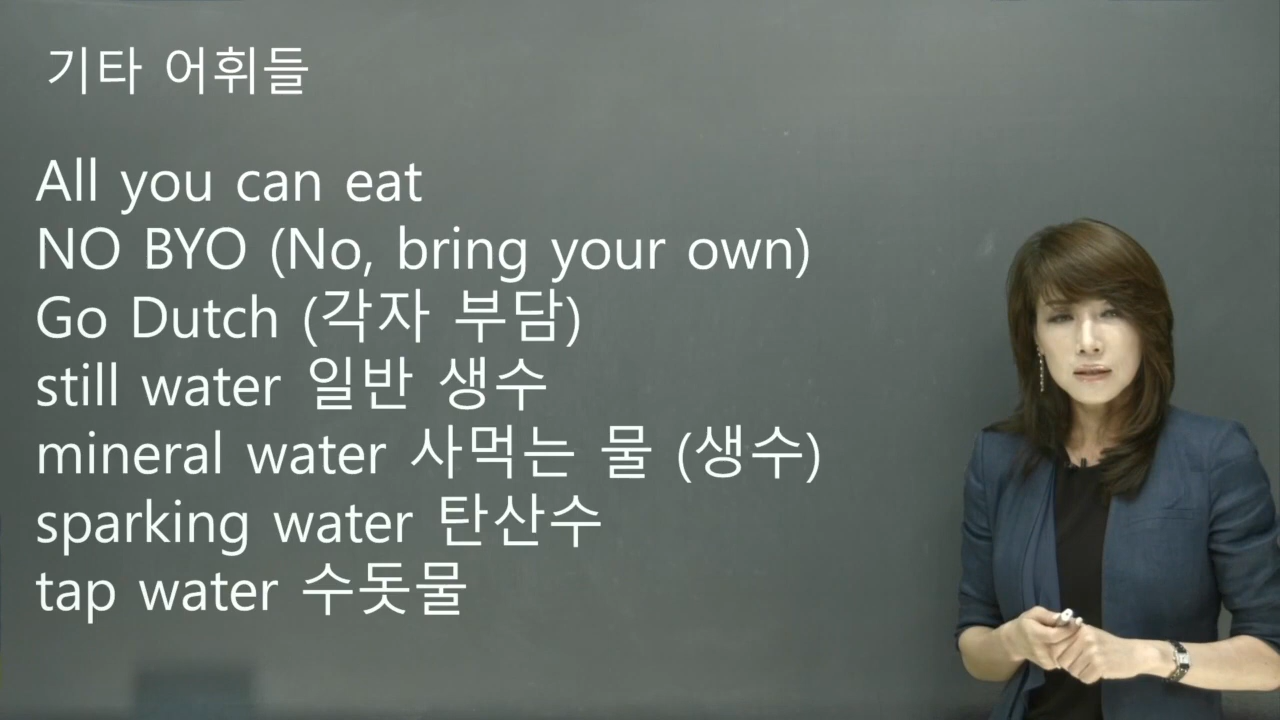 기타 어휘들
All you can eat
NO BYO (No, bring your own)
Go Dutch (각자 부담)
still water 일반 생수
mineral water 사먹는 물 (생수)
sparking water 탄산수
tap water 수돗물